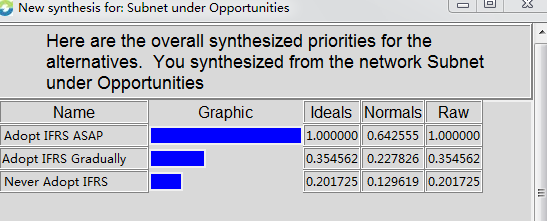 New synthesis for: Subnet under Opportunities
Here are the overall synthesized priorities for the
alternatives. You synthesized from the network Subnet
under Opportunities
Name Graphic Ideals Normals Raw
Adopt IFRS ASAP 1.000000 0.642555 1.000000
Adopt IFRS Gradually 0.354562 0.227826 0.354562
Never Adopt IFRS 0.201725 0.129619 0.201725